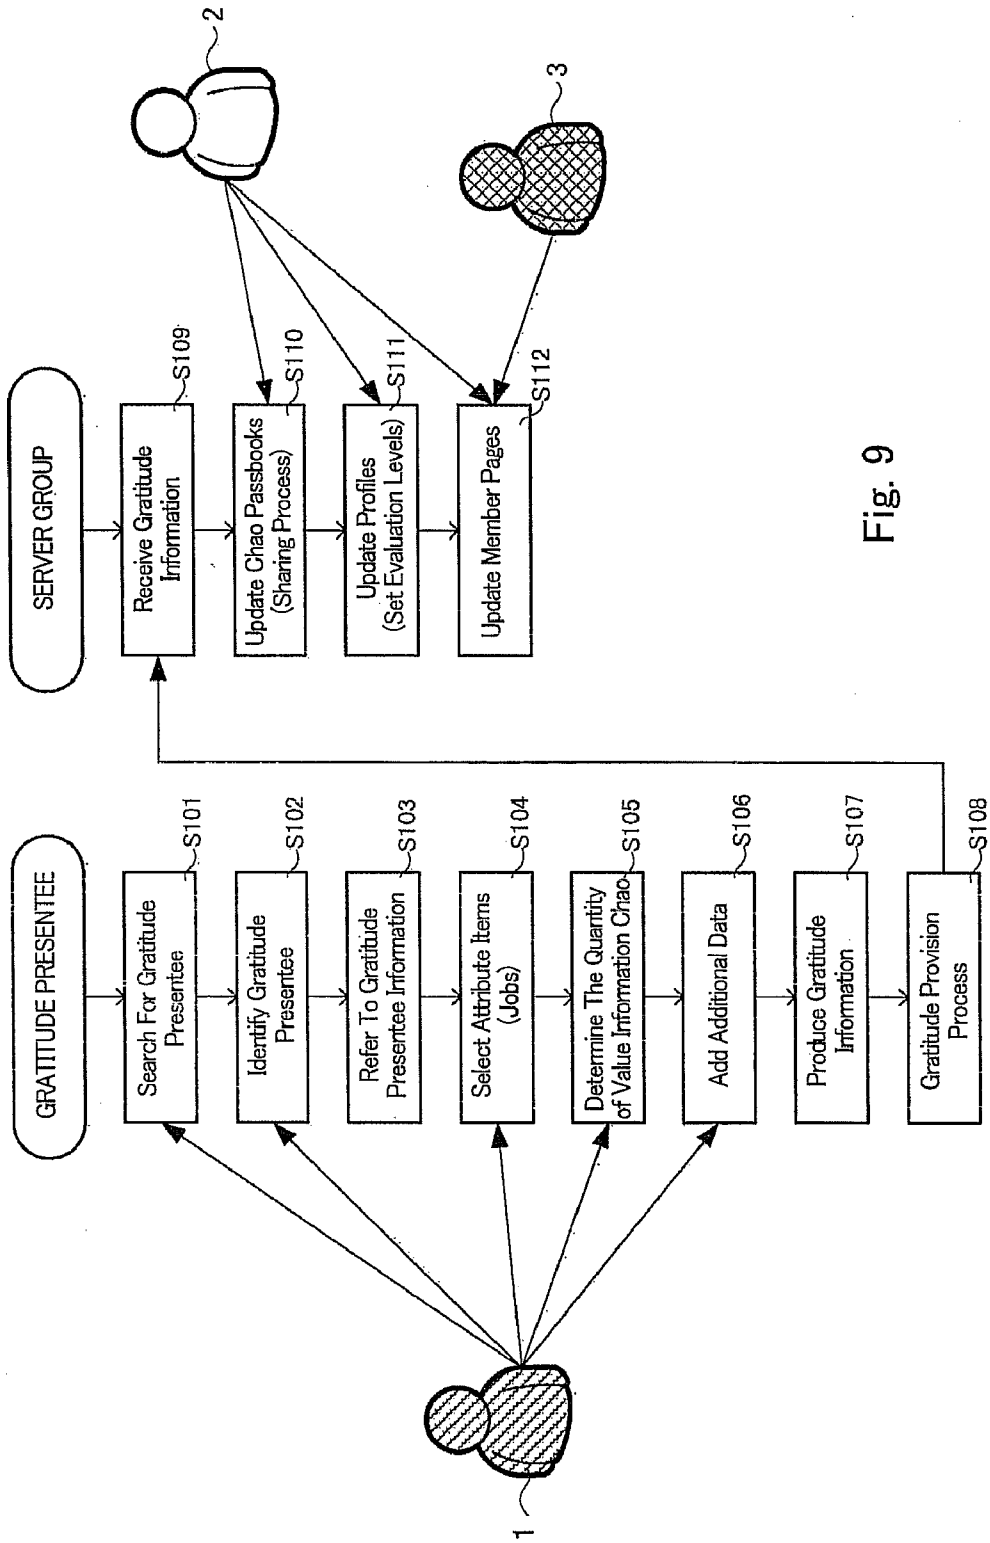 GRATITUDE PRESENTEE
Search For Gratitude
Presentee
S101
Identify Gratitude
Presentee
S102
Refer To Gratitude
Presentee Information
S103
Select Attribute Items
(Jobs)
S104
Determine The Quantity
of Value Information Chao
S105
Add Additional Data
S106
Produce Gratitude
Information
S107
Gratitude Provision
Process
S108
1
SERVER GROUP
Receive Gratitude
Information
S109
Update Chao Passbooks
(Sharing Process)
S110
Update Profiles
(Set Evaluation Levels)
S111
Update Member Pages
S112
2
3
Fig. 9